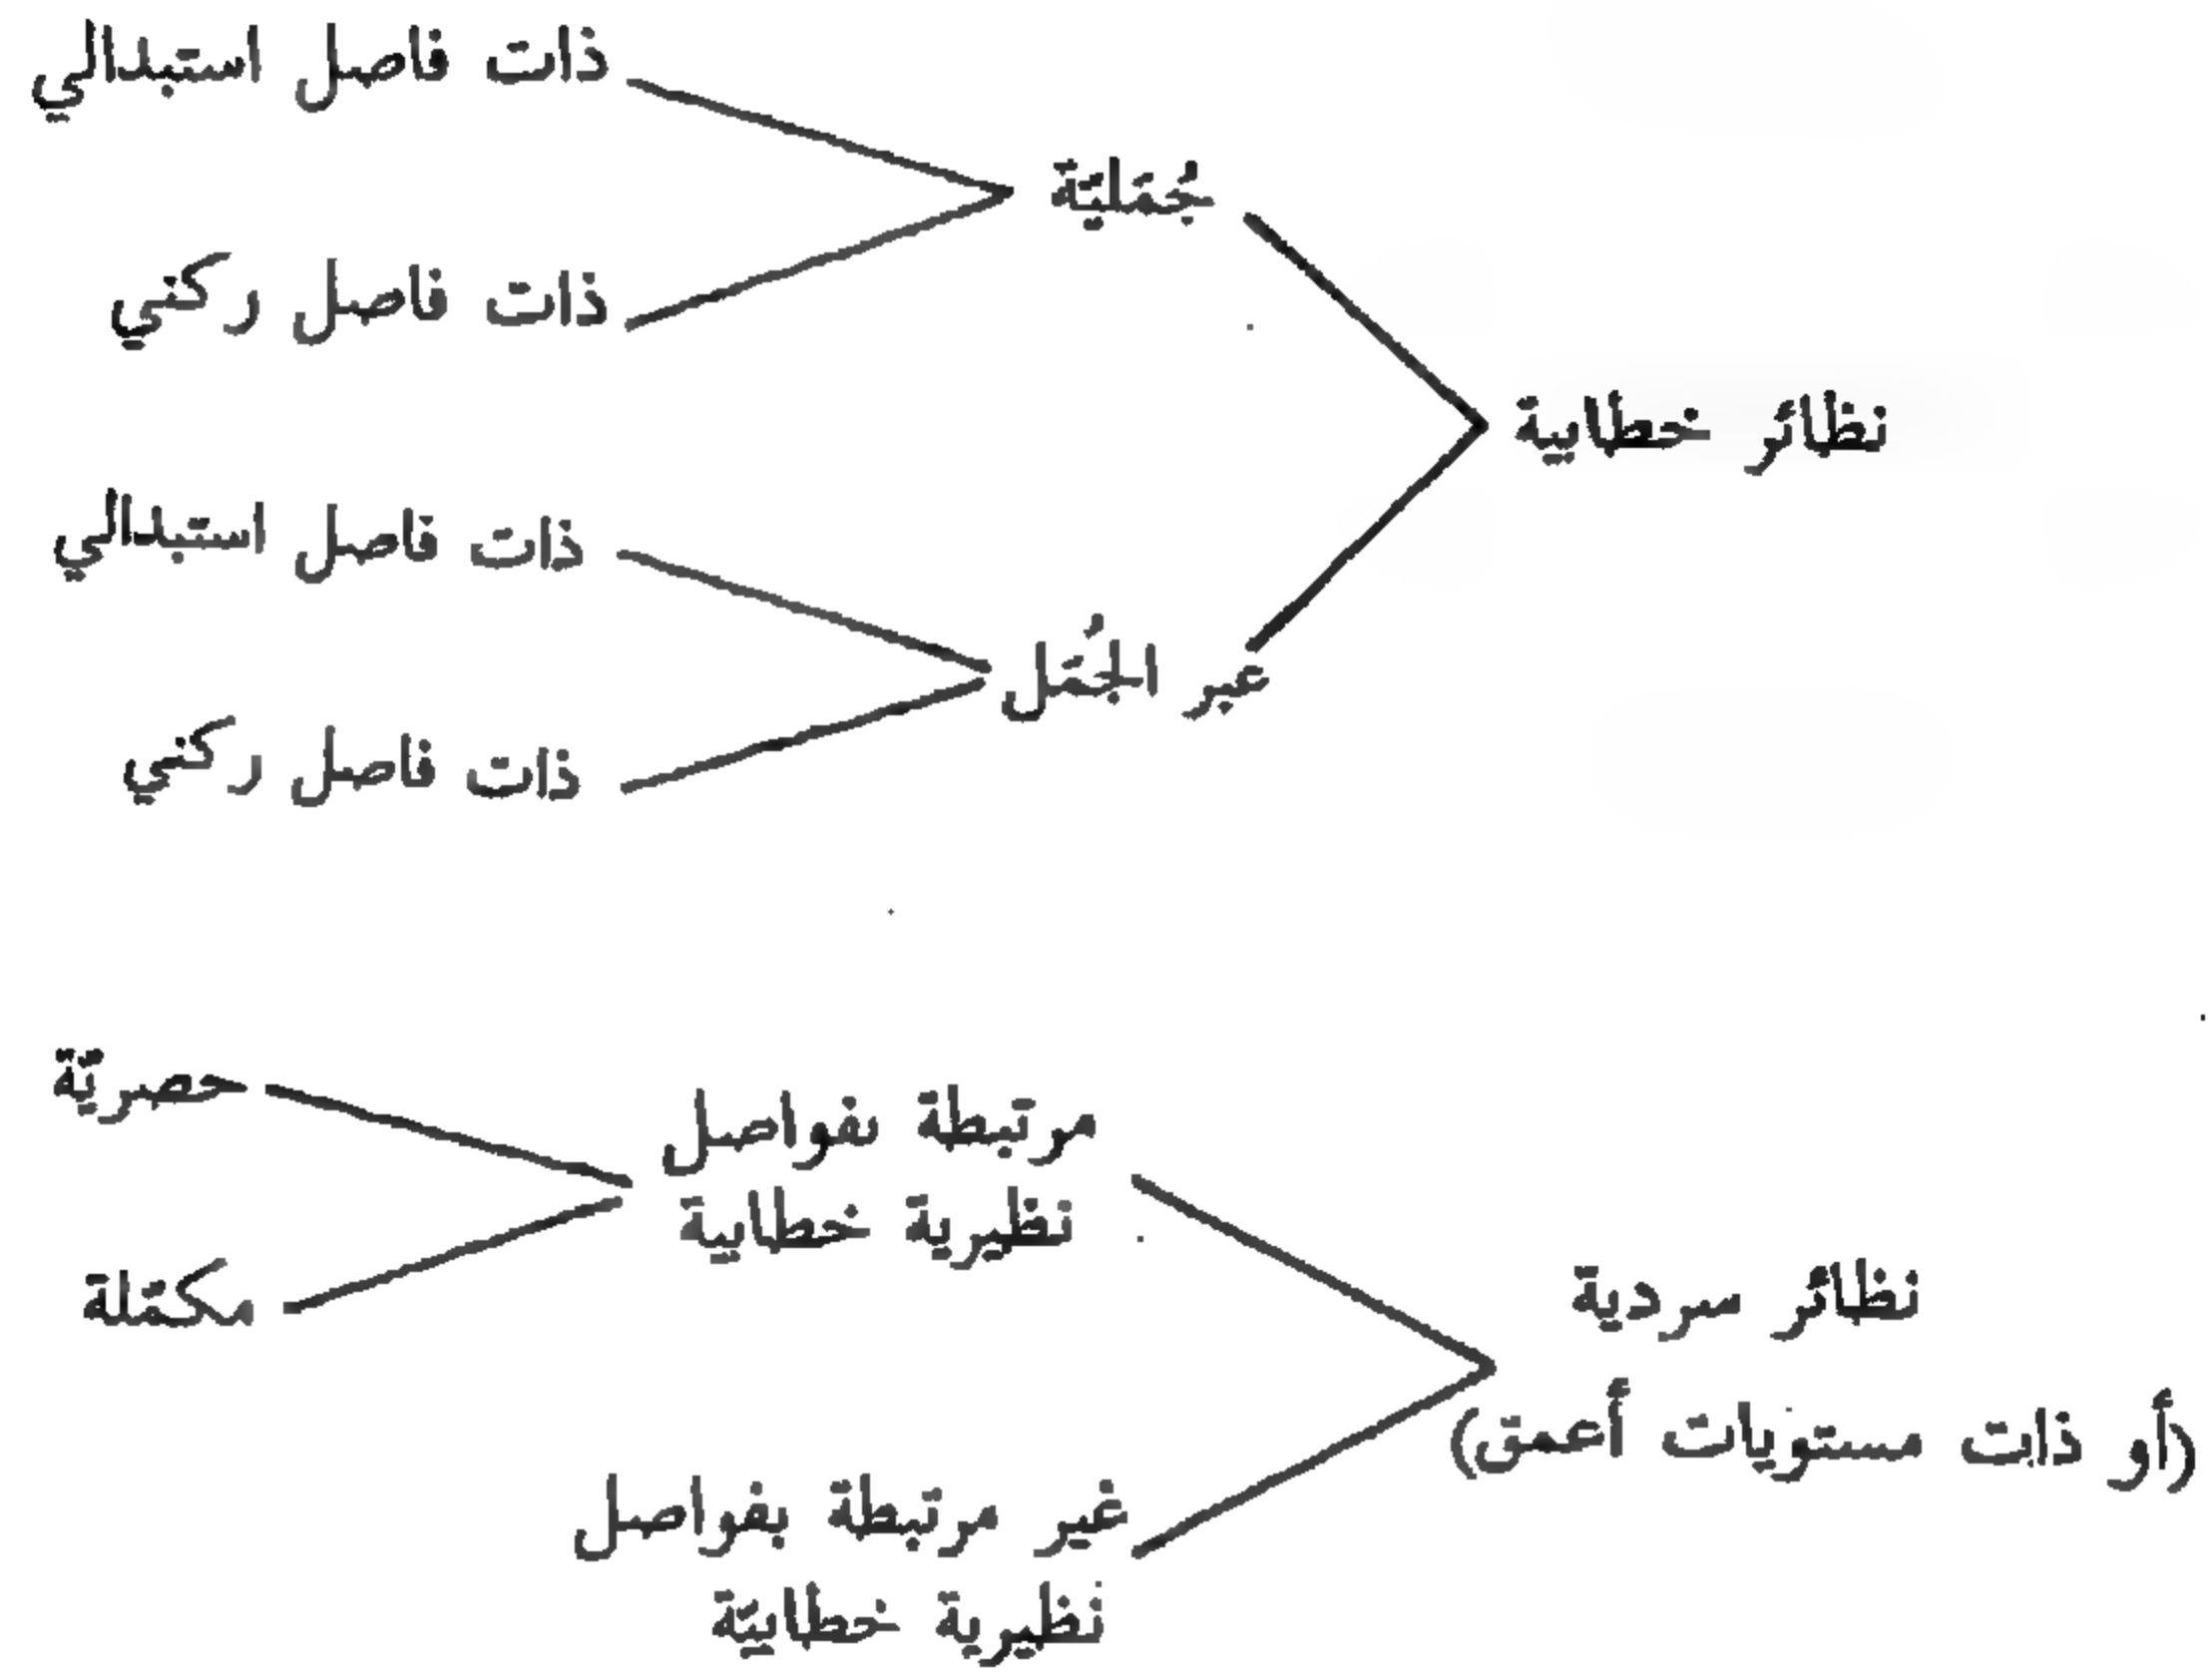 ذات فاصل استبدالي
جُمَليّة
ذات فاصل ركني
نظائر خطابية
ذات فاصل استبدالي
عبر الجُمَل
ذات فاصل ركني
حصريّة
مرتبطة بفواصل
نظيرية خطابية
مكمّلة
نظائر سردية
(أو ذات مستويات أعمق)
غير مرتبطة بفواصل
نظيرية خطابيّة